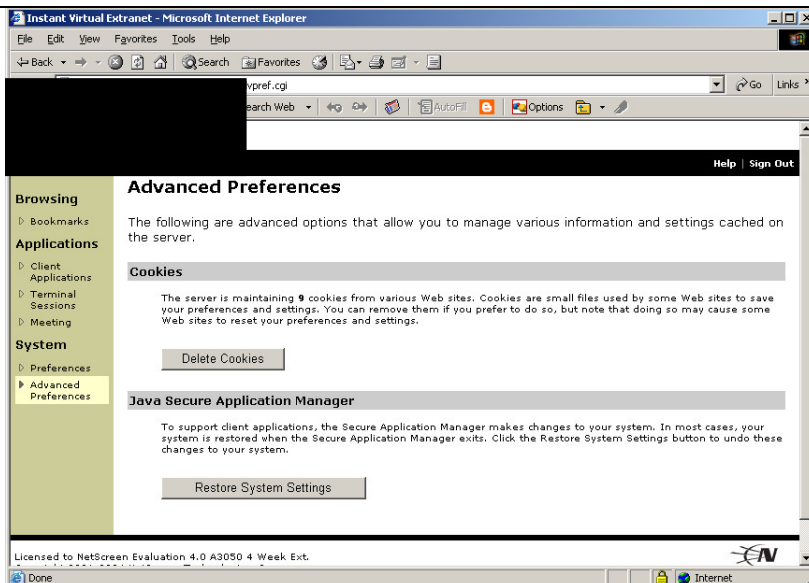 Instant Virtual Extranet - Microsoft Internet Explorer
File Edit View Favorites Tools Help
Back Search Favorites
vpref.cgi Go Links
earch Web AutoFill Options
Help | Sign Out
Browsing
Bookmarks
Applications
Client
Applications
Terminal
Sessions
Meeting
System
Preferences
Advanced
Preferences
Advanced Preferences
The following are advanced options that allow you to manage various information and settings cached on
the server.
Cookies
The server is maintaining 9 cookies from various Web sites. Cookies are small files used by some Web sites to save
your preferences and settings. You can remove them if you prefer to do so, but note that doing so may cause some
Web sites to reset your preferences and settings.
Delete Cookies
Java Secure Application Manager
To support client applications, the Secure Application Manager makes changes to your system. In most cases, your
system is restored when the Secure Application Manager exits. Click the Restore System Settings button to undo these
changes to your system.
Restore System Settings
Licensed to NetScreen Evaluation 4.0 A3050 4 Week Ext.
Done Internet